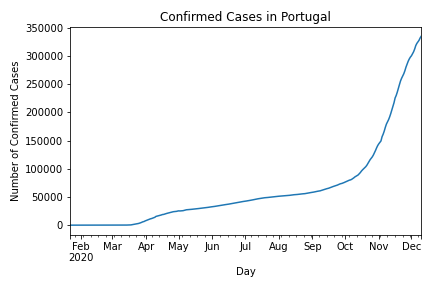 Confirmed Cases in Portugal
Number of Confirmed Cases
350000
300000
250000
200000
150000
100000
50000
0
Feb Mar Apr May Jun Jul Aug Sep Oct Nov Dec
2020
Day